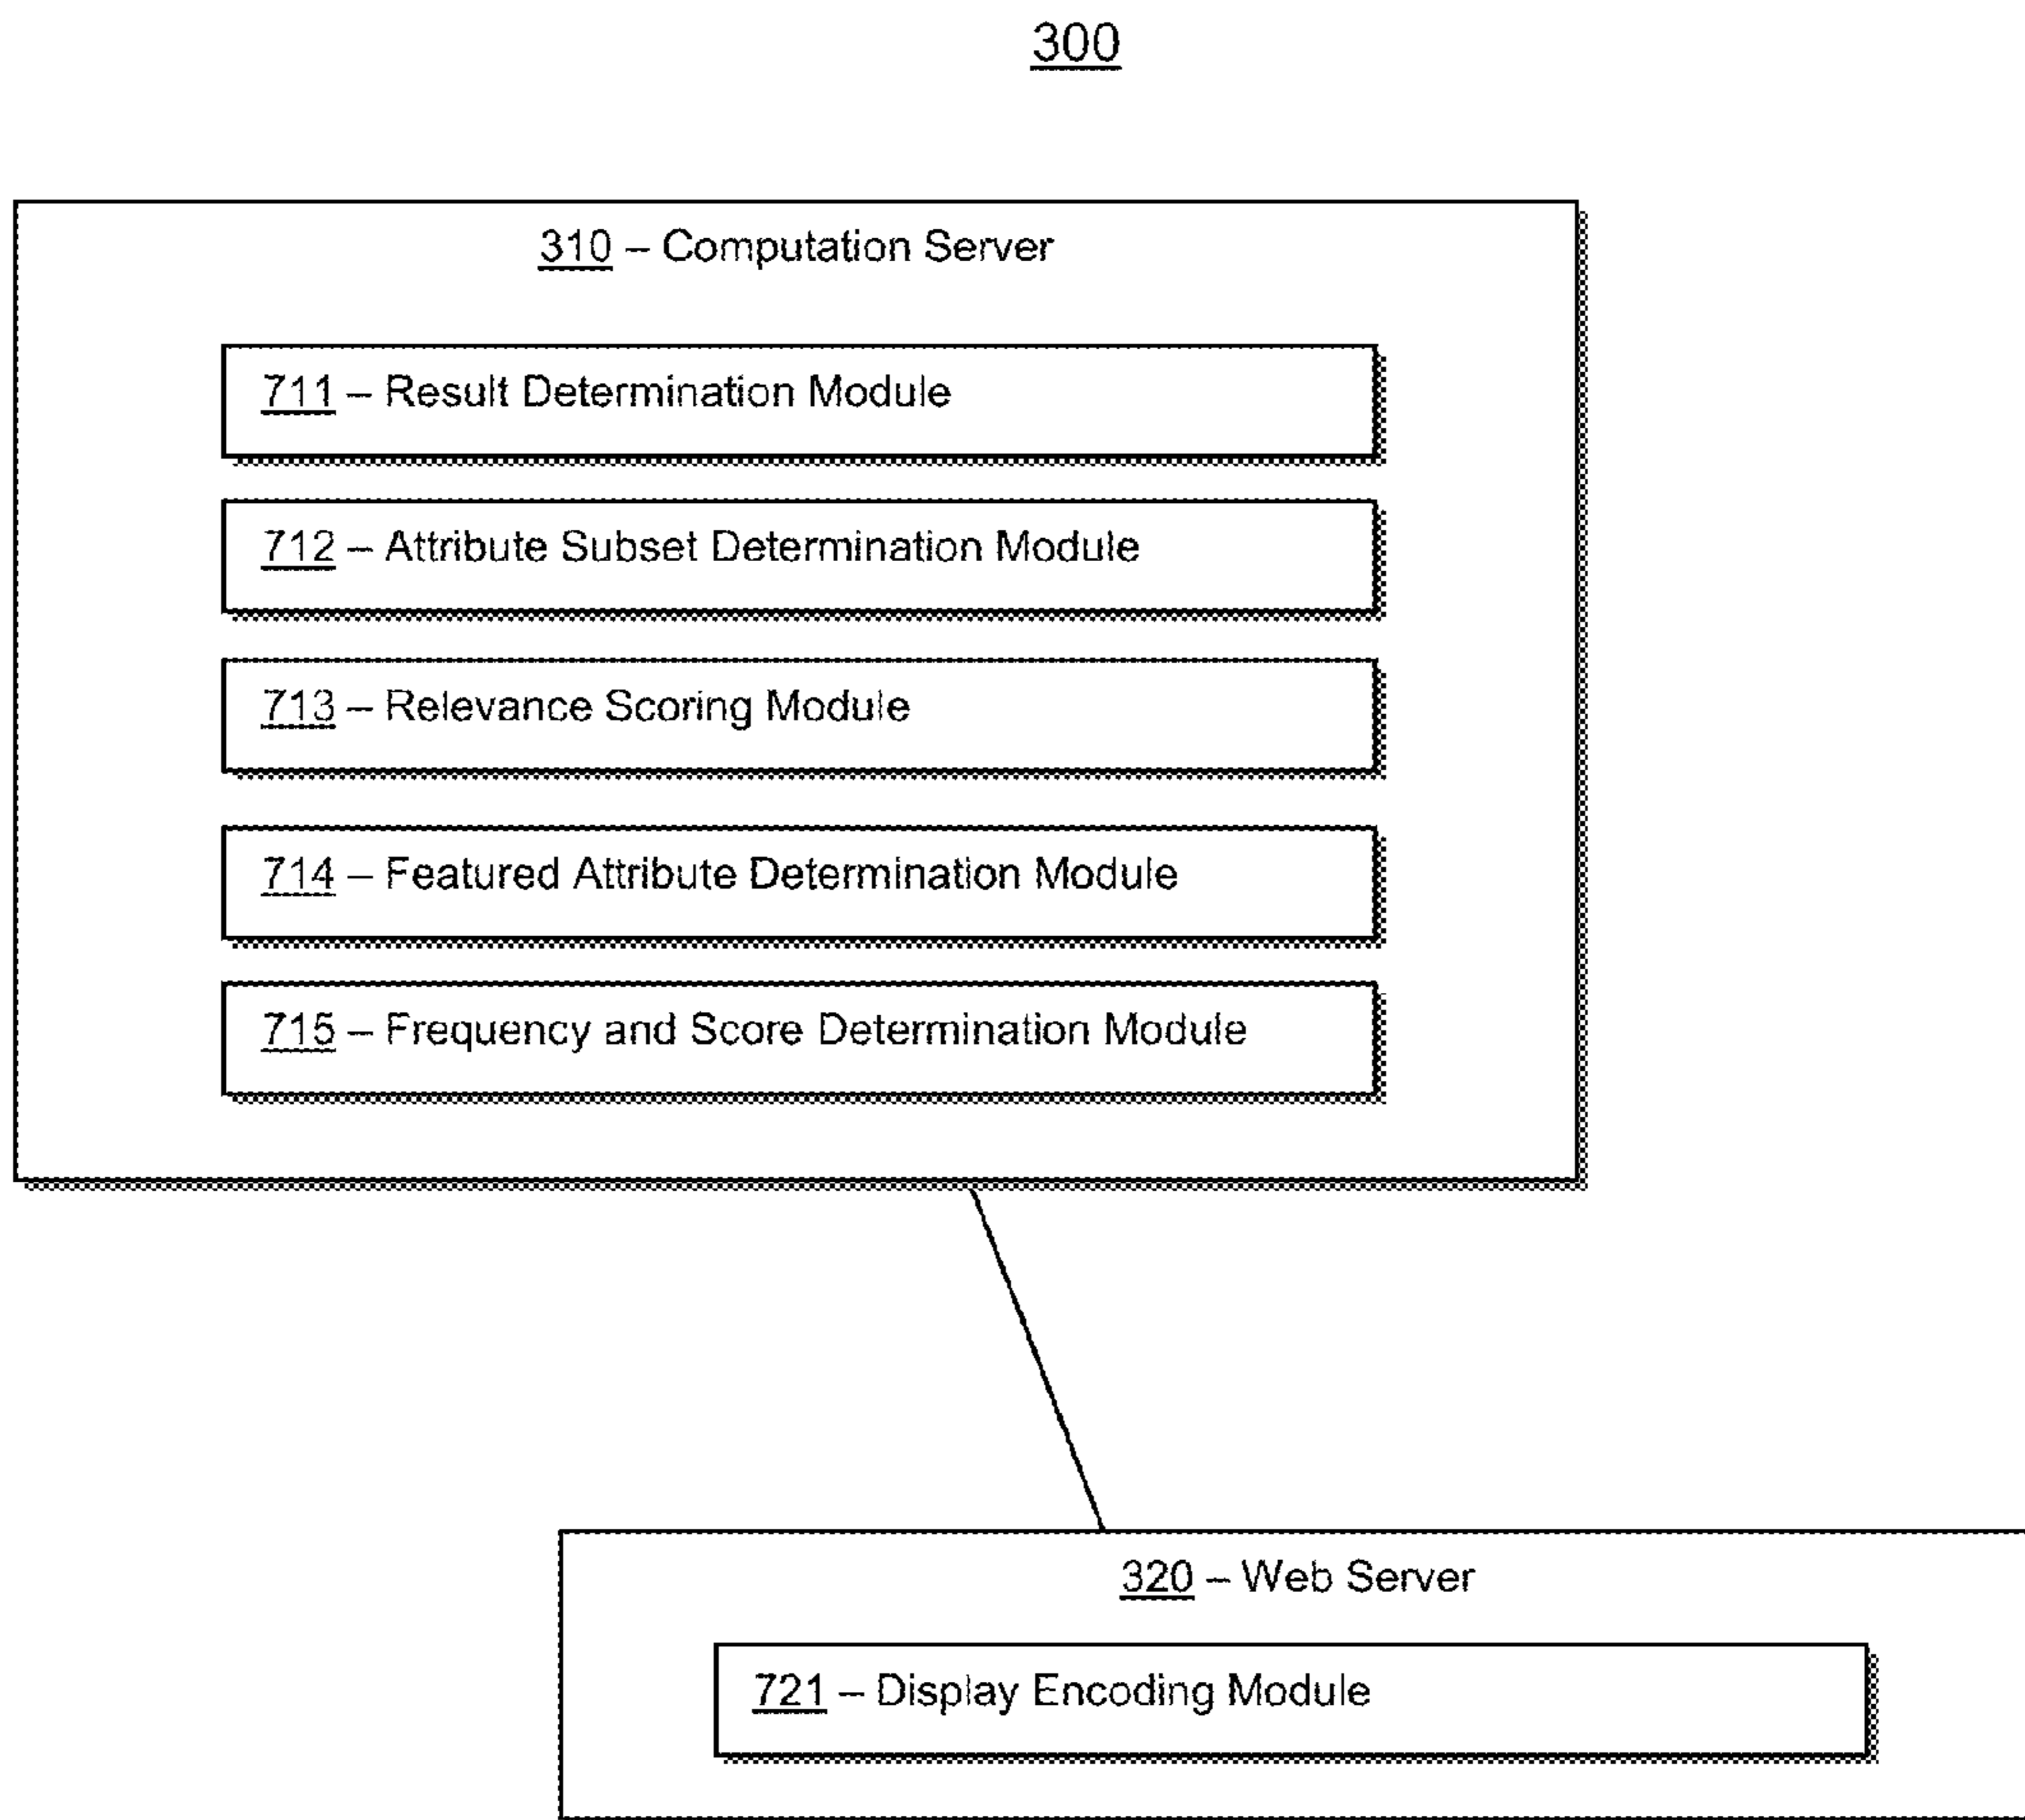 300
310 – Computation Server
711 – Result Determination Module
712 – Attribute Subset Determination Module
713 – Relevance Scoring Module
714 – Featured Attribute Determination Module
715 – Frequency and Score Determination Module
320 – Web Server
721 – Display Encoding Module